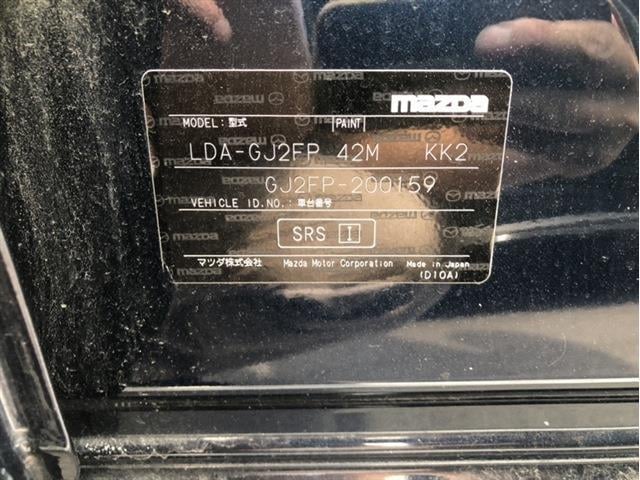 mazda
MODEL: 型式 PAINT
LDA-GJ2FP 42M KK2
GJ2FP-200159
VEHICLE ID.NO.: 車台番号
SRS I
マツダ株式会社 Mazda Motor Corporation Made in Japan
(D10A)